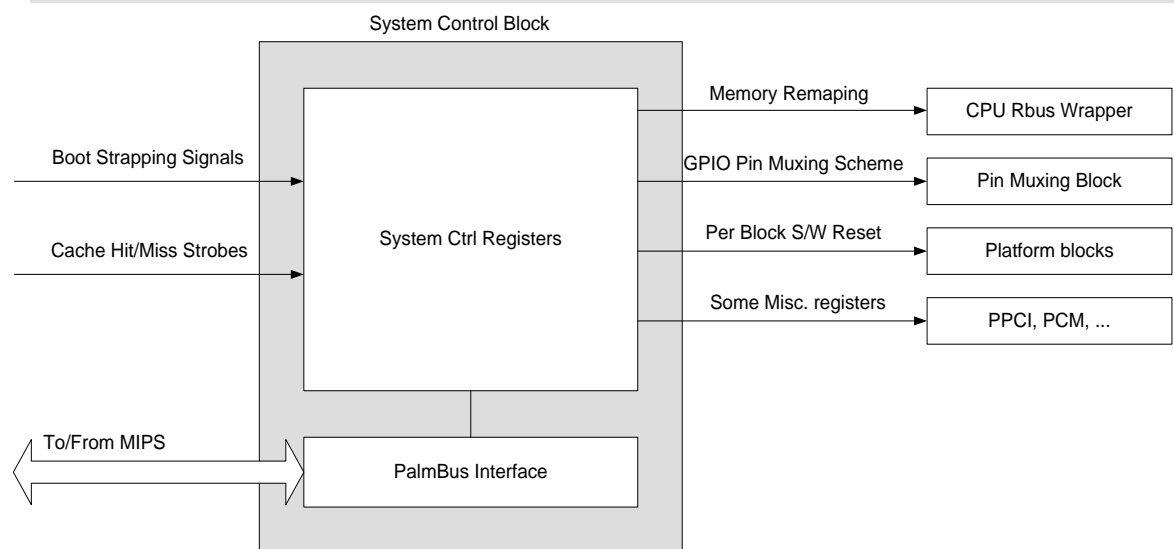 System Control Block
Memory Remaping
CPU Rbus Wrapper
Boot Strapping Signals
GPIO Pin Muxing Scheme
Pin Muxing Block
System Ctrl Registers
Cache Hit/Miss Strobes
Per Block S/W Reset
Platform blocks
Some Misc. registers
PPCI, PCM, ...
To/From MIPS
PalmBus Interface